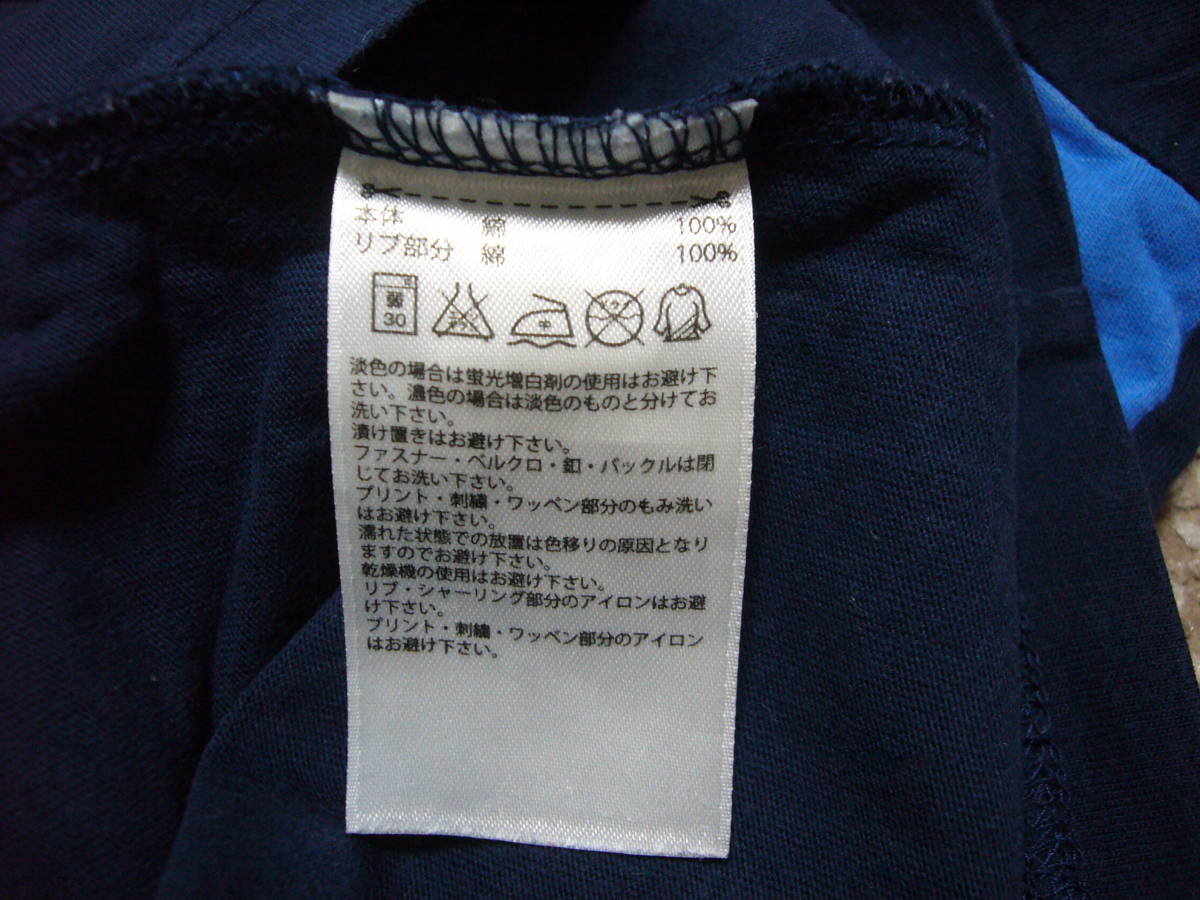 本体 綿 100%
リブ部分 綿 100%
弱 30 中
淡色の場合は蛍光増白剤の使用はお避け下
さい。濃色の場合は淡色のものと分けてお
洗い下さい。
漬け置きはお避け下さい。
ファスナー・ベルクロ・釦・バックルは閉
じてお洗い下さい。
プリント・刺繍・ワッペン部分のもみ洗い
はお避け下さい。
濡れた状態での放置は色移りの原因となり
ますのでお避け下さい。
乾燥機の使用はお避け下さい。
リブ・シャーリング部分のアイロンはお避
け下さい。
プリント・刺繍・ワッペン部分のアイロン
はお避け下さい。